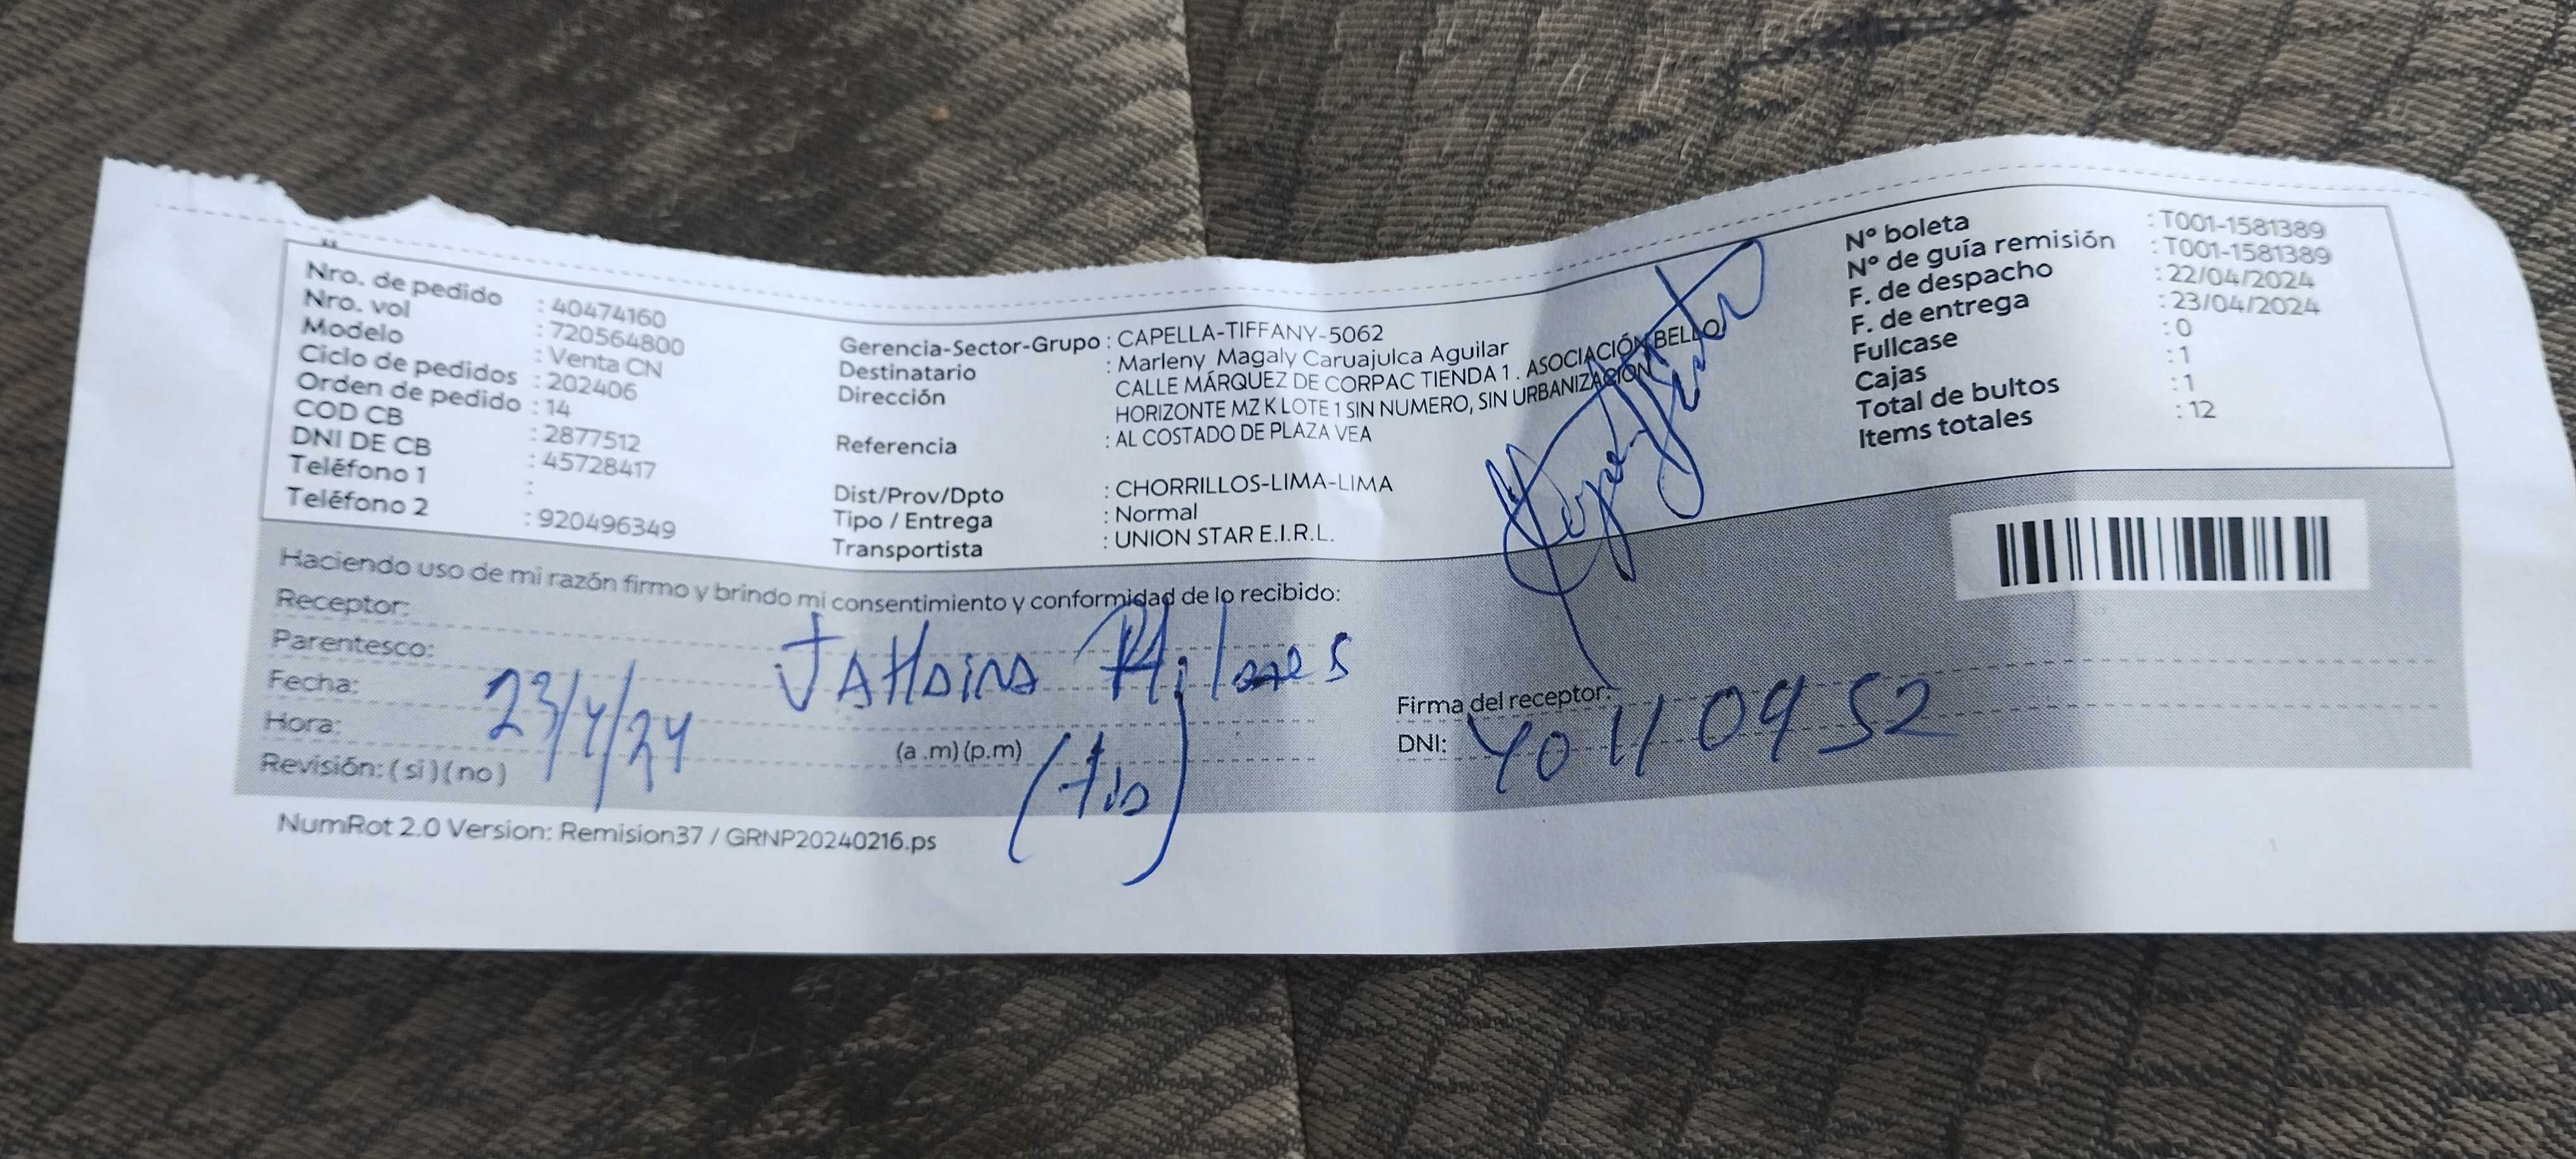 Nro. de pedido : 40474160
Nro. vol : 720564800
Modelo : Venta CN
Ciclo de pedidos : 202406
Orden de pedido : 14
COD CB : 2877512
DNI DE CB : 45728417
Teléfono 1 :
Teléfono 2 : 920496349
Gerencia-Sector-Grupo : CAPELLA-TIFFANY-5062
Destinatario : Marleny Magaly Caruajulca Aguilar
Dirección CALLE MÁRQUEZ DE CORPAC TIENDA 1 . ASOCIACIÓN BELLO
HORIZONTE MZ K LOTE 1 SIN NUMERO, SIN URBANIZACIÓN
Referencia : AL COSTADO DE PLAZA VEA
Dist/Prov/Dpto : CHORRILLOS-LIMA-LIMA
Tipo / Entrega : Normal
Transportista : UNION STAR E.I.R.L.
Nº boleta : T001-1581389
Nº de guía remisión : T001-1581389
F. de despacho : 22/04/2024
F. de entrega : 23/04/2024
Fullcase : 0
Cajas : 1
Total de bultos : 1
Items totales : 12
Haciendo uso de mi razón firmo y brindo mi consentimiento y conformidad de lo recibido:
Receptor:
Parentesco:
Fecha: 23/4/24
Hora: (a .m) (p.m)
Revisión: ( si ) ( no )
(tio)
Firma del receptor:
DNI: 40110952
NumRot 2.0 Version: Remision37 / GRNP20240216.ps